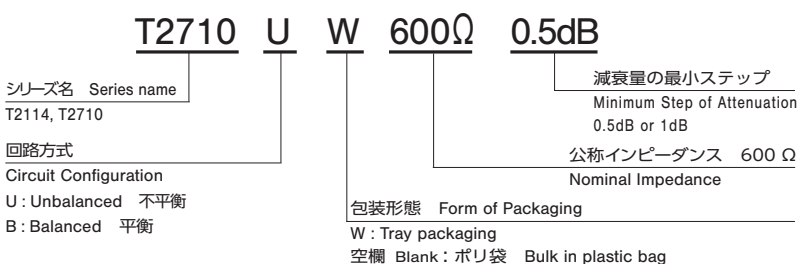 T2710 U W 600Ω 0.5dB
シリーズ名 Series name
T2114, T2710
回路方式
Circuit Configuration
U : Unbalanced 不平衡
B : Balanced 平衡
減衰量の最小ステップ
Minimum Step of Attenuation
0.5dB or 1dB
公称インピーダンス 600 Ω
Nominal Impedance
包装形態 Form of Packaging
W : Tray packaging
空欄 Blank : ポリ袋 Bulk in plastic bag